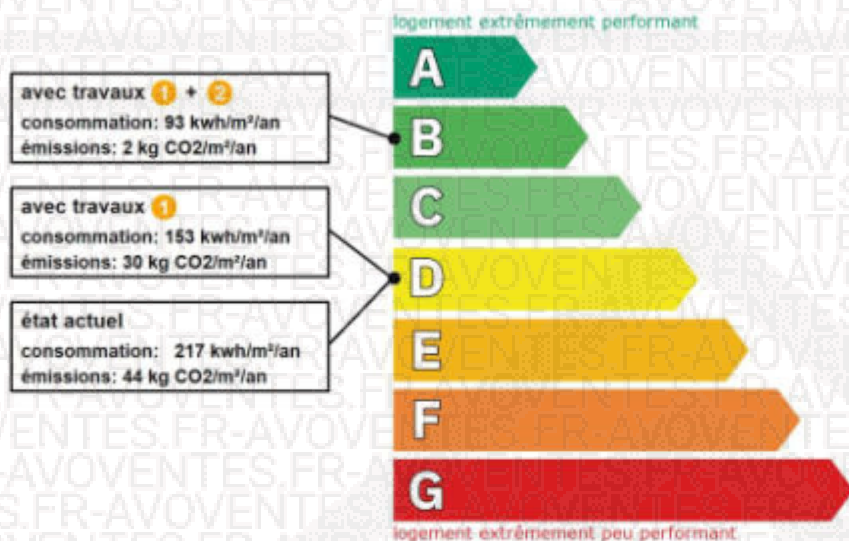 logement extrêmement performant
A
avec travaux 1 + 2
consommation: 93 kwh/m²/an
émissions: 2 kg CO2/m²/an
B
avec travaux 1
consommation: 153 kwh/m²/an
émissions: 30 kg CO2/m²/an
C
D
état actuel
consommation: 217 kwh/m²/an
émissions: 44 kg CO2/m²/an
E
F
G
logement extrêmement peu performant
FR-AVOVENTES.FR-AVOVENTES.FR